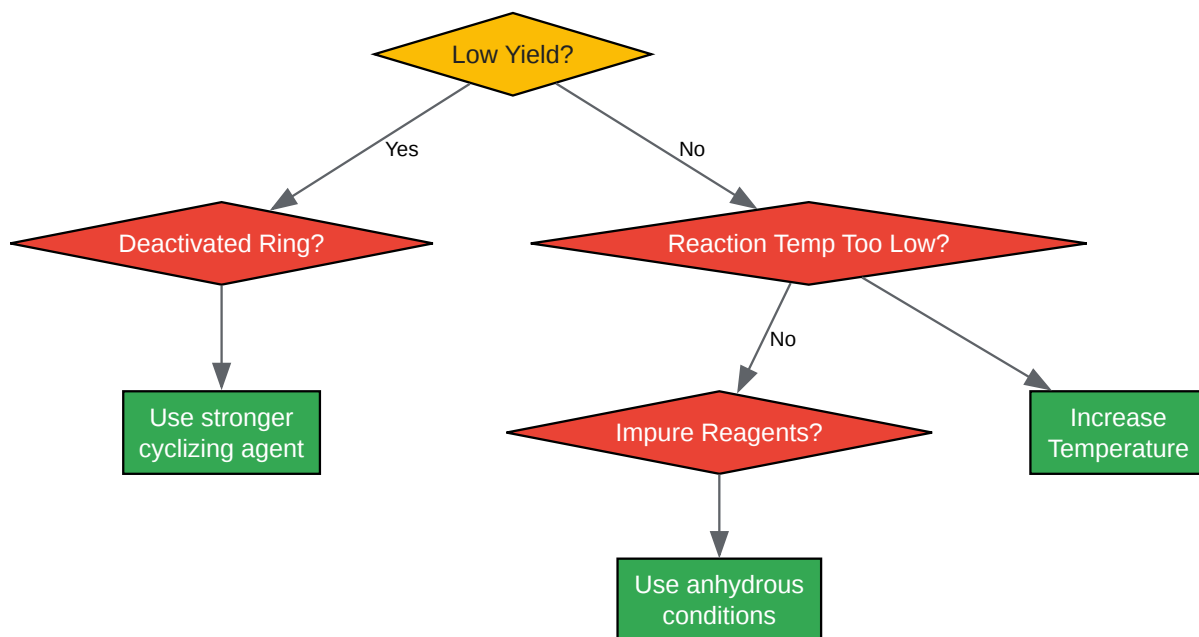 Low Yield?
Yes
No
Deactivated Ring?
Reaction Temp Too Low?
No
Use stronger
cyclizing agent
Impure Reagents?
Increase
Temperature
Use anhydrous
conditions